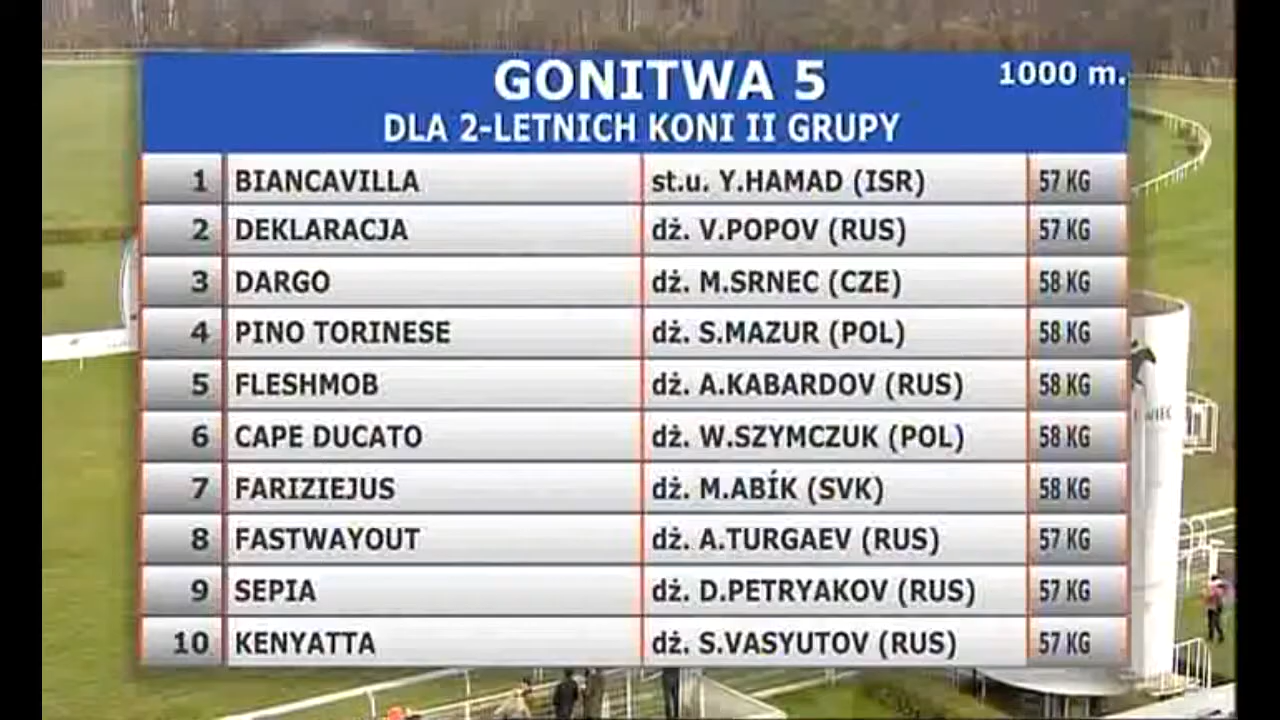 GONITWA 5
1000 m.
DLA 2-LETNICH KONI II GRUPY
1 BIANCAVILLA st.u. Y.HAMAD (ISR) 57 KG
2 DEKLARACJA dż. V.POPOV (RUS) 57 KG
3 DARGO dż. M.SRNEC (CZE) 58 KG
4 PINO TORINESE dż. S.MAZUR (POL) 58 KG
5 FLESHMOB dż. A.KABARDOV (RUS) 58 KG
6 CAPE DUCATO dż. W.SZYMCZUK (POL) 58 KG
7 FARIZIEJUS dż. M.ABÍK (SVK) 58 KG
8 FASTWAYOUT dż. A.TURGAEV (RUS) 57 KG
9 SEPIA dż. D.PETRYAKOV (RUS) 57 KG
10 KENYATTA dż. S.VASYUTOV (RUS) 57 KG